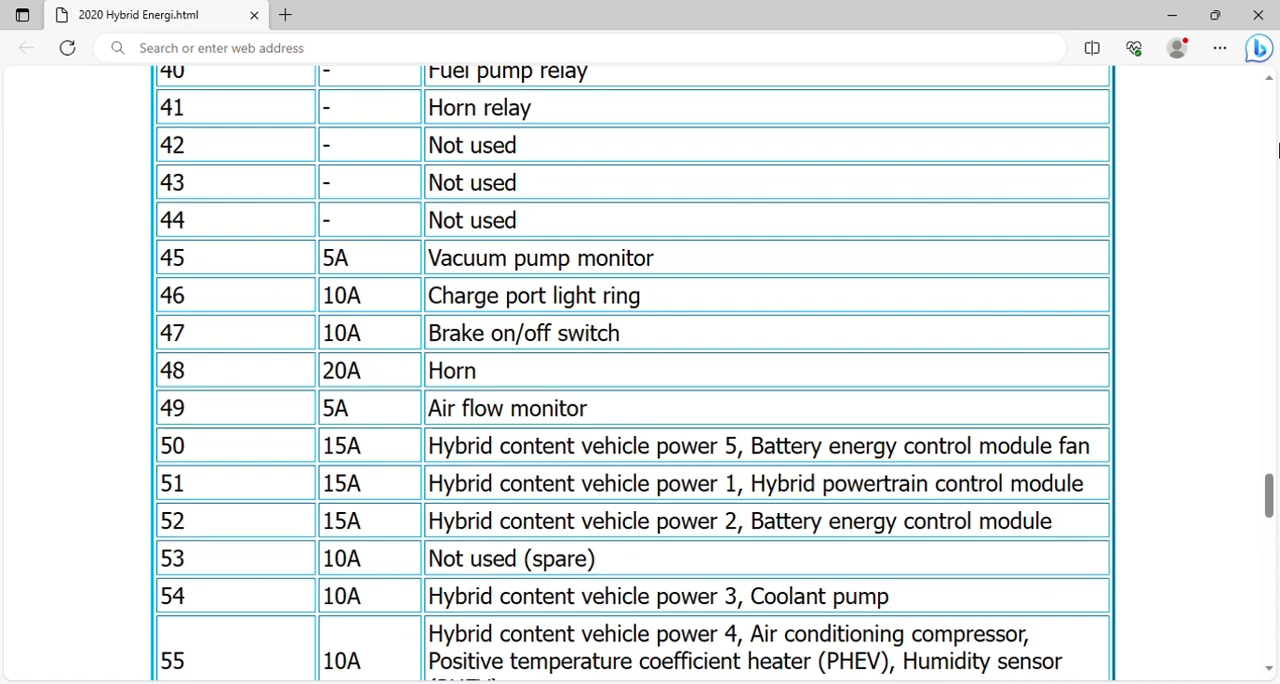 2020 Hybrid Energi.html
Search or enter web address
40 - Fuel pump relay
41 - Horn relay
42 - Not used
43 - Not used
44 - Not used
45 5A Vacuum pump monitor
46 10A Charge port light ring
47 10A Brake on/off switch
48 20A Horn
49 5A Air flow monitor
50 15A Hybrid content vehicle power 5, Battery energy control module fan
51 15A Hybrid content vehicle power 1, Hybrid powertrain control module
52 15A Hybrid content vehicle power 2, Battery energy control module
53 10A Not used (spare)
54 10A Hybrid content vehicle power 3, Coolant pump
Hybrid content vehicle power 4, Air conditioning compressor,
55 10A Positive temperature coefficient heater (PHEV), Humidity sensor